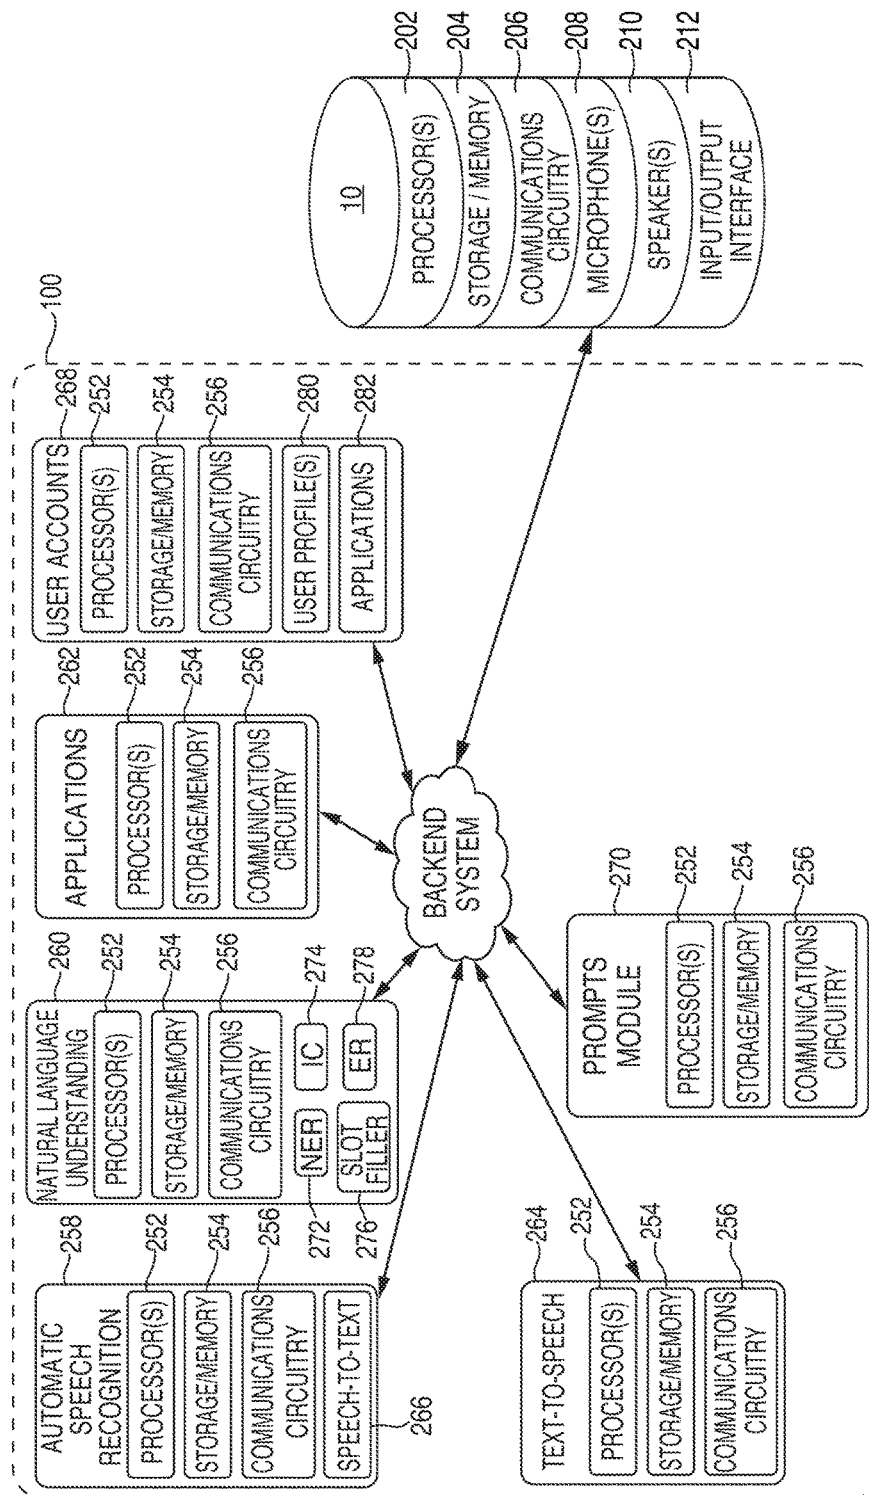 100
AUTOMATIC
SPEECH
RECOGNITION
258
PROCESSOR(S)
252
STORAGE/MEMORY
254
COMMUNICATIONS
CIRCUITRY
256
SPEECH-TO-TEXT
266
NATURAL LANGUAGE
UNDERSTANDING
260
PROCESSOR(S)
252
STORAGE/MEMORY
254
COMMUNICATIONS
CIRCUITRY
256
NER
272
IC
274
SLOT
FILLER
276
ER
278
APPLICATIONS
262
PROCESSOR(S)
252
STORAGE/MEMORY
254
COMMUNICATIONS
CIRCUITRY
256
USER ACCOUNTS
268
PROCESSOR(S)
252
STORAGE/MEMORY
254
COMMUNICATIONS
CIRCUITRY
256
USER PROFILE(S)
280
APPLICATIONS
282
BACKEND
SYSTEM
TEXT-TO-SPEECH
264
PROCESSOR(S)
252
STORAGE/MEMORY
254
COMMUNICATIONS
CIRCUITRY
256
PROMPTS
MODULE
270
PROCESSOR(S)
252
STORAGE/MEMORY
254
COMMUNICATIONS
CIRCUITRY
256
10
PROCESSOR(S)
202
STORAGE / MEMORY
204
COMMUNICATIONS
CIRCUITRY
206
MICROPHONE(S)
208
SPEAKER(S)
210
INPUT/OUTPUT
INTERFACE
212